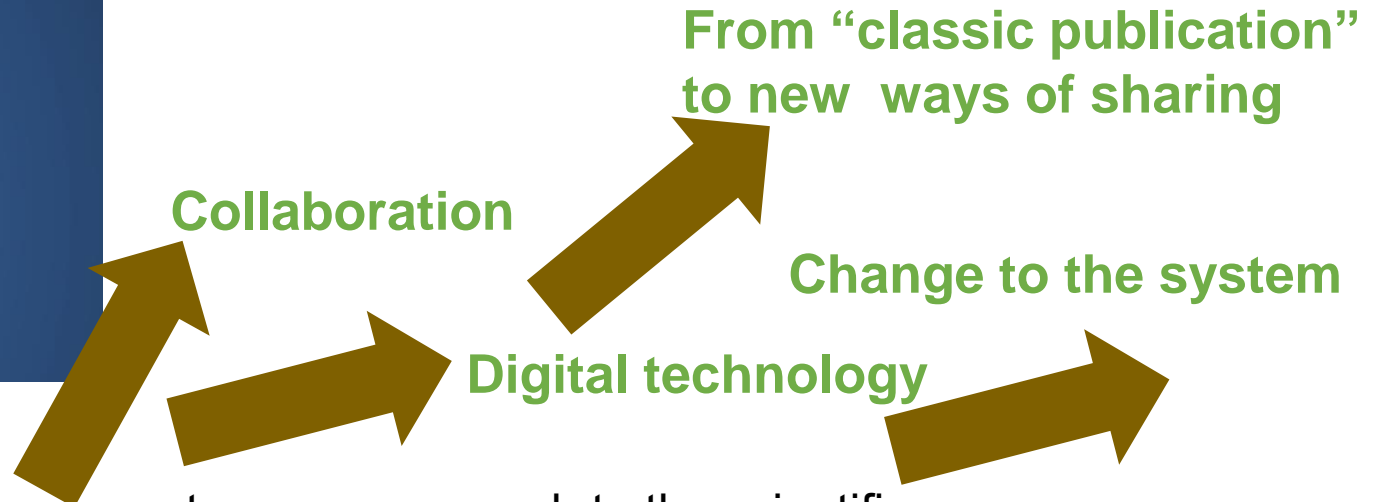 From “classic publication”
to new ways of sharing
Collaboration
Change to the system
Digital technology